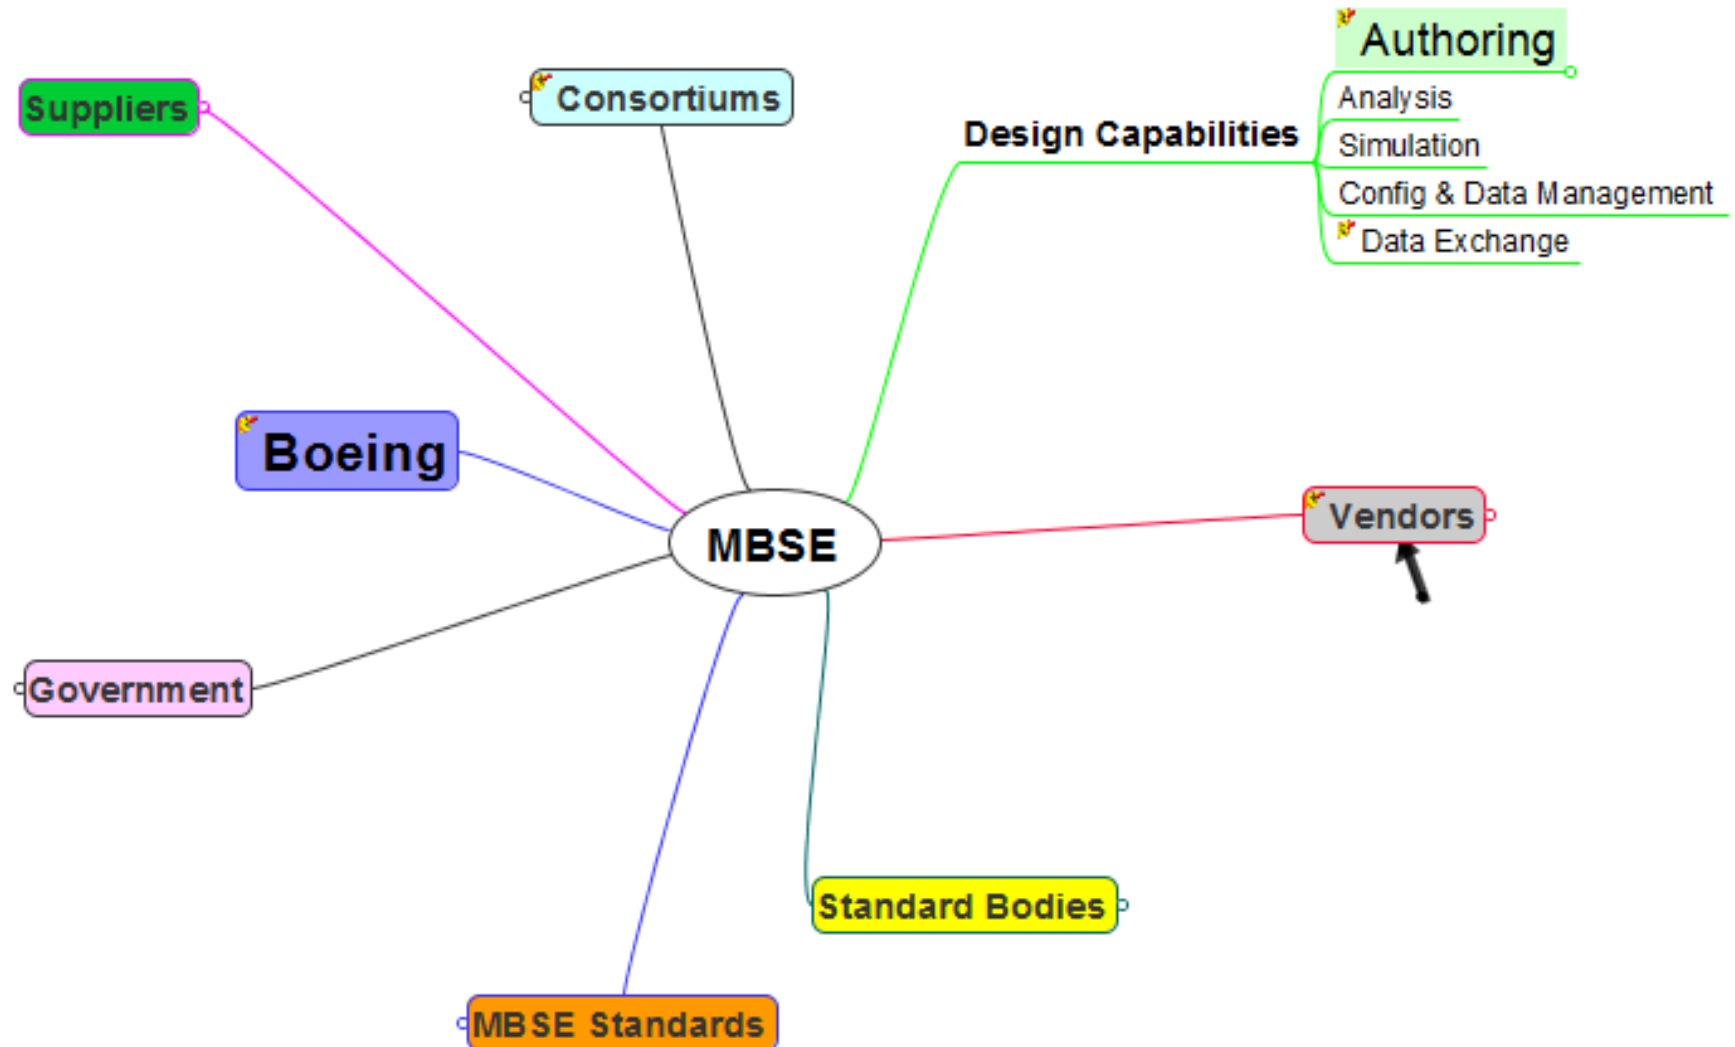 Authoring
Suppliers
Consortiums
Analysis
Design Capabilities
Simulation
Config & Data Management
Data Exchange
Boeing
MBSE
Vendors
Government
Standard Bodies
MBSE Standards